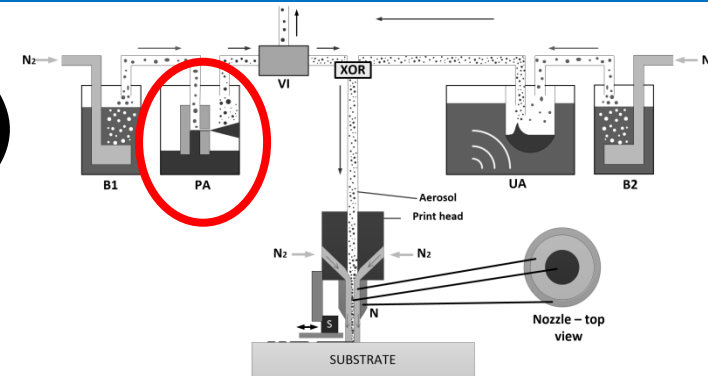 N2
VI
XOR
N
B1
PA
UA
B2
Aerosol
Print head
N2
N2
N
S
Nozzle – top
view
SUBSTRATE